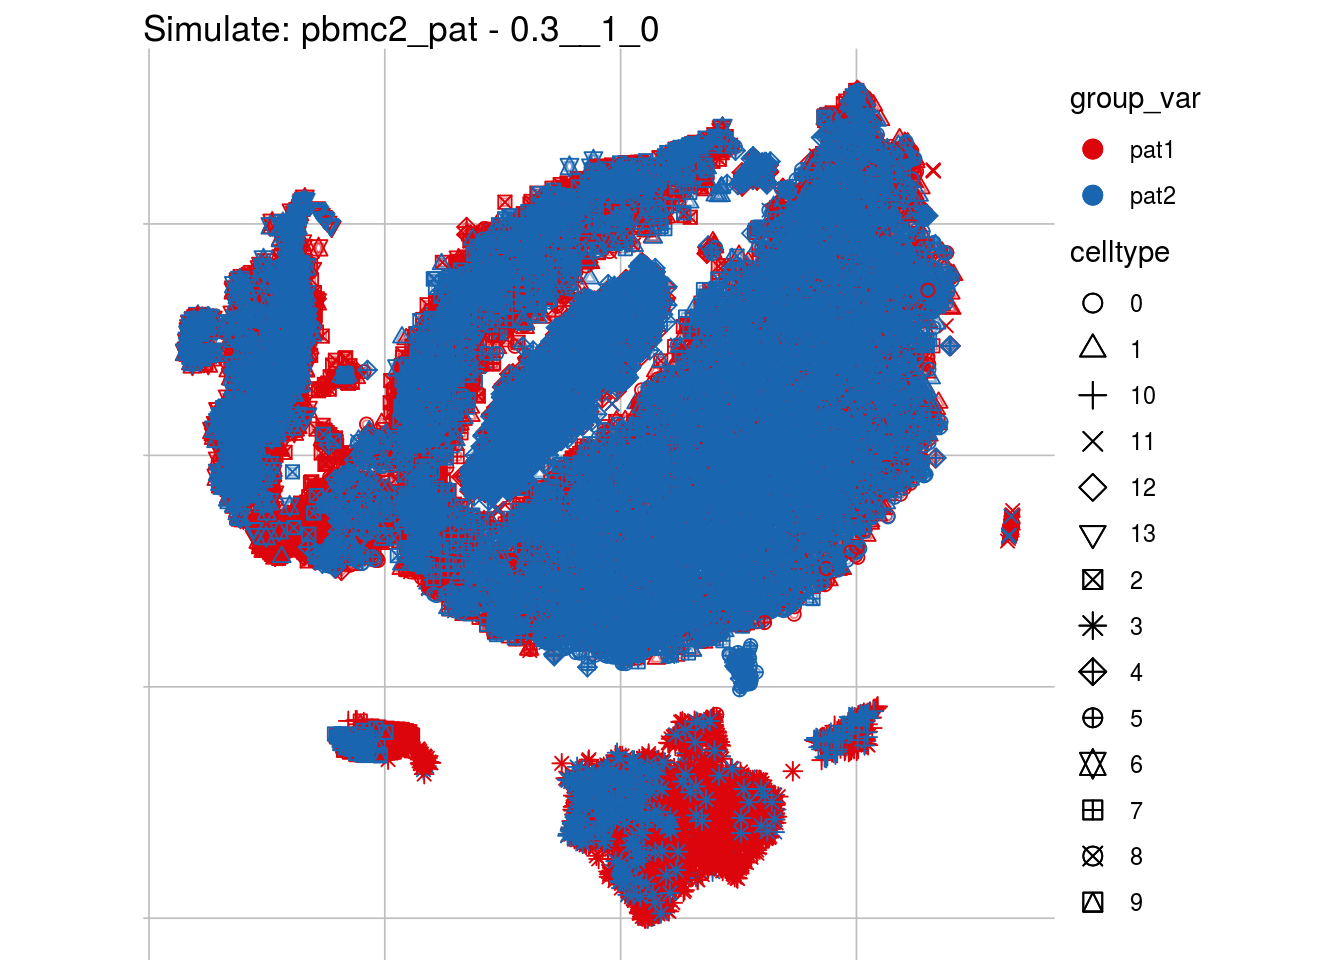 Simulate: pbmc2_pat - 0.3__1_0
group_var
pat1
pat2
celltype
0
1
10
11
12
13
2
3
4
5
6
7
8
9